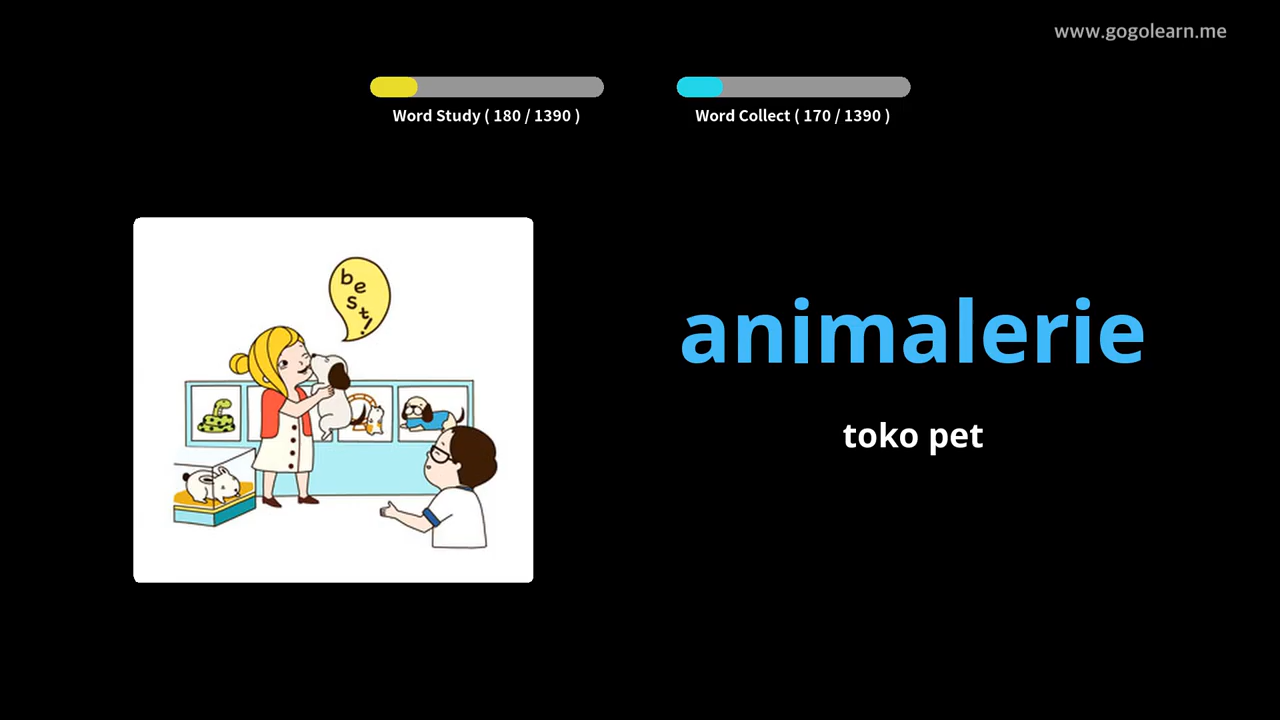 www.gogolearn.me
Word Study ( 180 / 1390 )
Word Collect ( 170 / 1390 )
best!
animalerie
toko pet